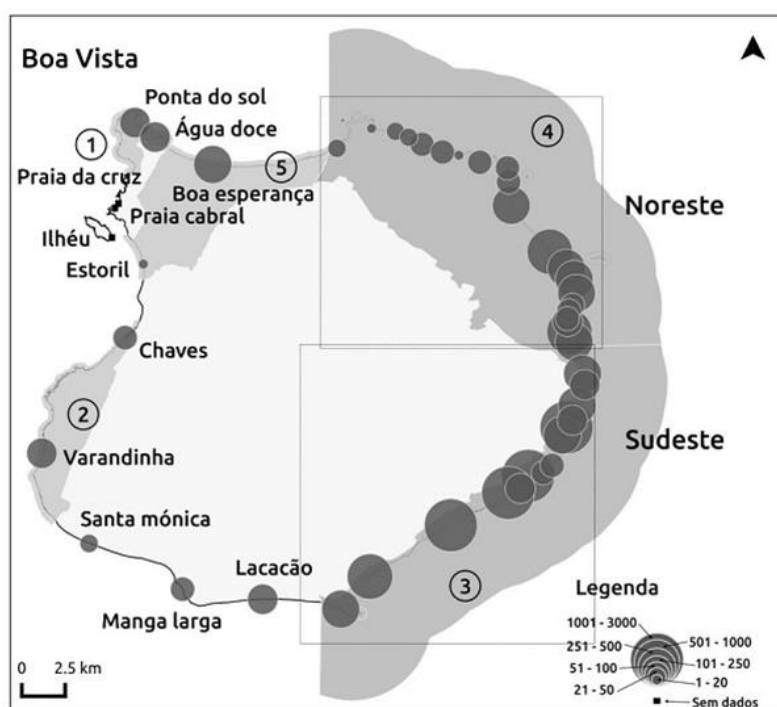 Boa Vista
Ponta do sol
Água doce
1
4
5
Praia da cruz
Boa esperança
Praia cabral
Noreste
Ilhéu
Estoril
Chaves
2
Varandinha
Sudeste
Santa mónica
Lacacão
3
Manga larga
Legenda
1001 - 3000
501 - 1000
251 - 500
101 - 250
51 - 100
1 - 20
21 - 50
Sem dados
0 2.5 km